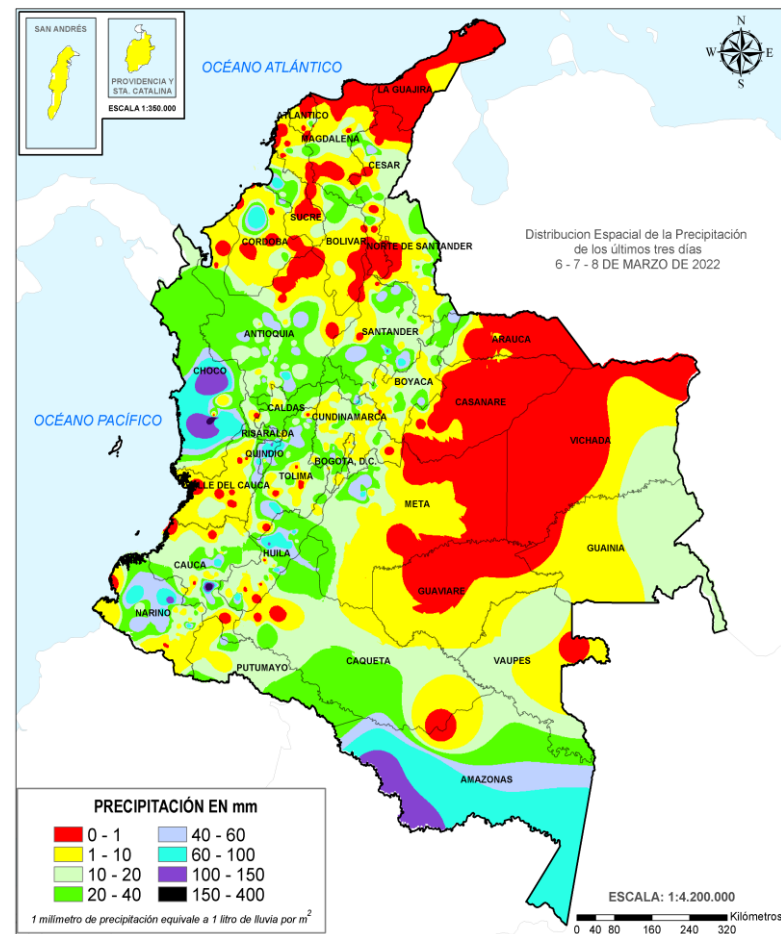 SAN ANDRÉS
PROVIDENCIA Y
STA. CATALINA
ESCALA 1:350.000
OCÉANO ATLÁNTICO
N
W
E
S
LA GUAJIRA
ATLANTICO
MAGDALENA
CESAR
SUCRE
CORDOBA
BOLIVAR
NORTE DE SANTANDER
Distribucion Espacial de la Precipitación
de los últimos tres días
6 - 7 - 8 DE MARZO DE 2022
ANTIOQUIA
SANTANDER
ARAUCA
CHOCO
BOYACA
CASANARE
OCÉANO PACÍFICO
CALDAS
CUNDINAMARCA
RISARALDA
VICHADA
QUINDIO
BOGOTA, D.C.
TOLIMA
VALLE DEL CAUCA
META
GUAINIA
HUILA
CAUCA
GUAVIARE
NARINO
CAQUETA
VAUPES
PUTUMAYO
AMAZONAS
PRECIPITACIÓN EN mm
0 - 1
40 - 60
1 - 10
60 - 100
10 - 20
100 - 150
20 - 40
150 - 400
1 milímetro de precipitación equivale a 1 litro de lluvia por m2
ESCALA: 1:4.200.000
Kilómetros
0 40 80 160 240 320